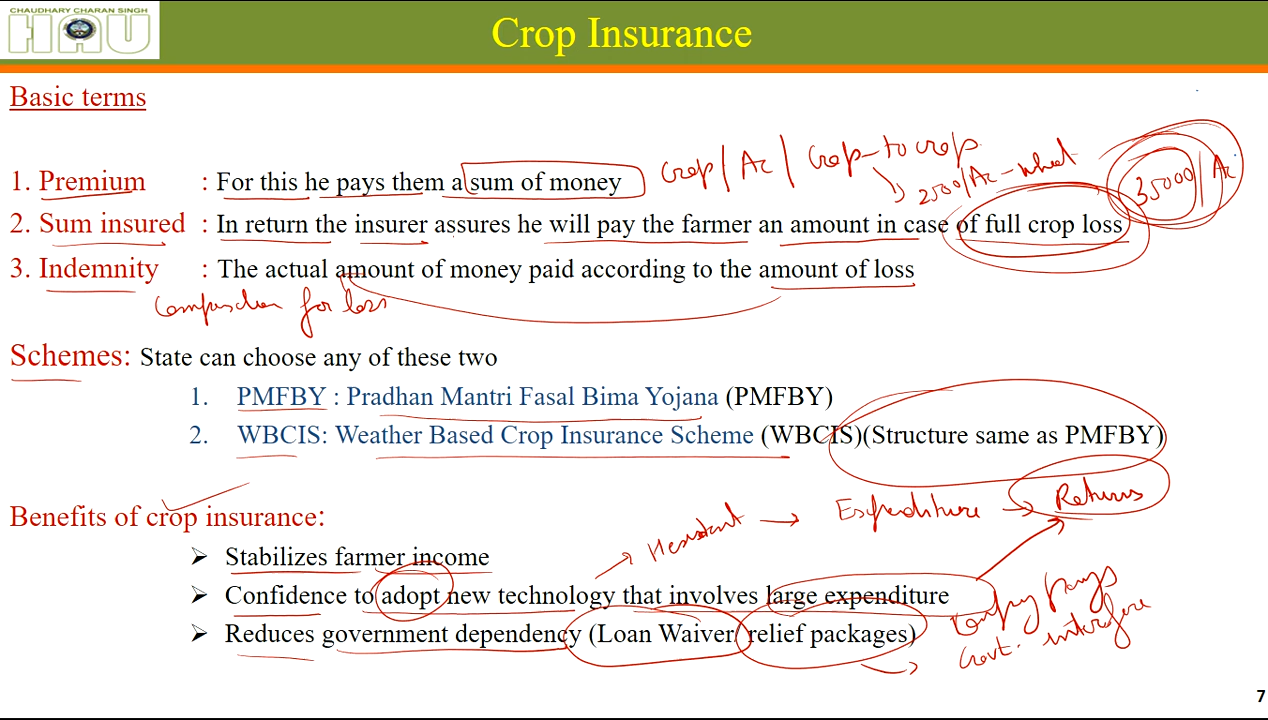 CHAUDHARY CHARAN SINGH
HAU
Crop Insurance
Basic terms
Crop / Ac / Crop-to crop
2500/Ac - wheat
35000 / Ac
1. Premium : For this he pays them a sum of money
2. Sum insured : In return the insurer assures he will pay the farmer an amount in case of full crop loss
3. Indemnity : The actual amount of money paid according to the amount of loss
for loss
Schemes: State can choose any of these two
1. PMFBY : Pradhan Mantri Fasal Bima Yojana (PMFBY)
2. WBCIS: Weather Based Crop Insurance Scheme (WBCIS)(Structure same as PMFBY)
Benefits of crop insurance:
Expenditure → Returns
➢ Stabilizes farmer income
➢ Confidence to adopt new technology that involves large expenditure
➢ Reduces government dependency (Loan Waiver/ relief packages)
pays
Govt. interfere
7